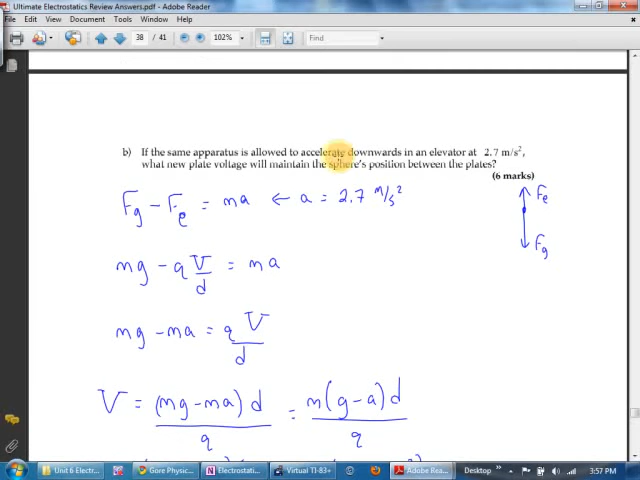 Ultimate Electrostatics Review Answers.pdf - Adobe Reader
File Edit View Document Tools Window Help
38 / 41 102% Find
b) If the same apparatus is allowed to accelerate downwards in an elevator at 2.7 m/s²,
what new plate voltage will maintain the sphere's position between the plates?
(6 marks)
Fg - Fe = ma ← a = 2.7 m/s²
Fe
Fg
mg - q V/d = ma
mg - ma = q V/d
V = (mg - ma) d / q = m(g - a) d / q
Unit 6 Electr... Gore Physic... Electrostati... Virtual TI-83+ Adobe Reade... Desktop » 3:57 PM